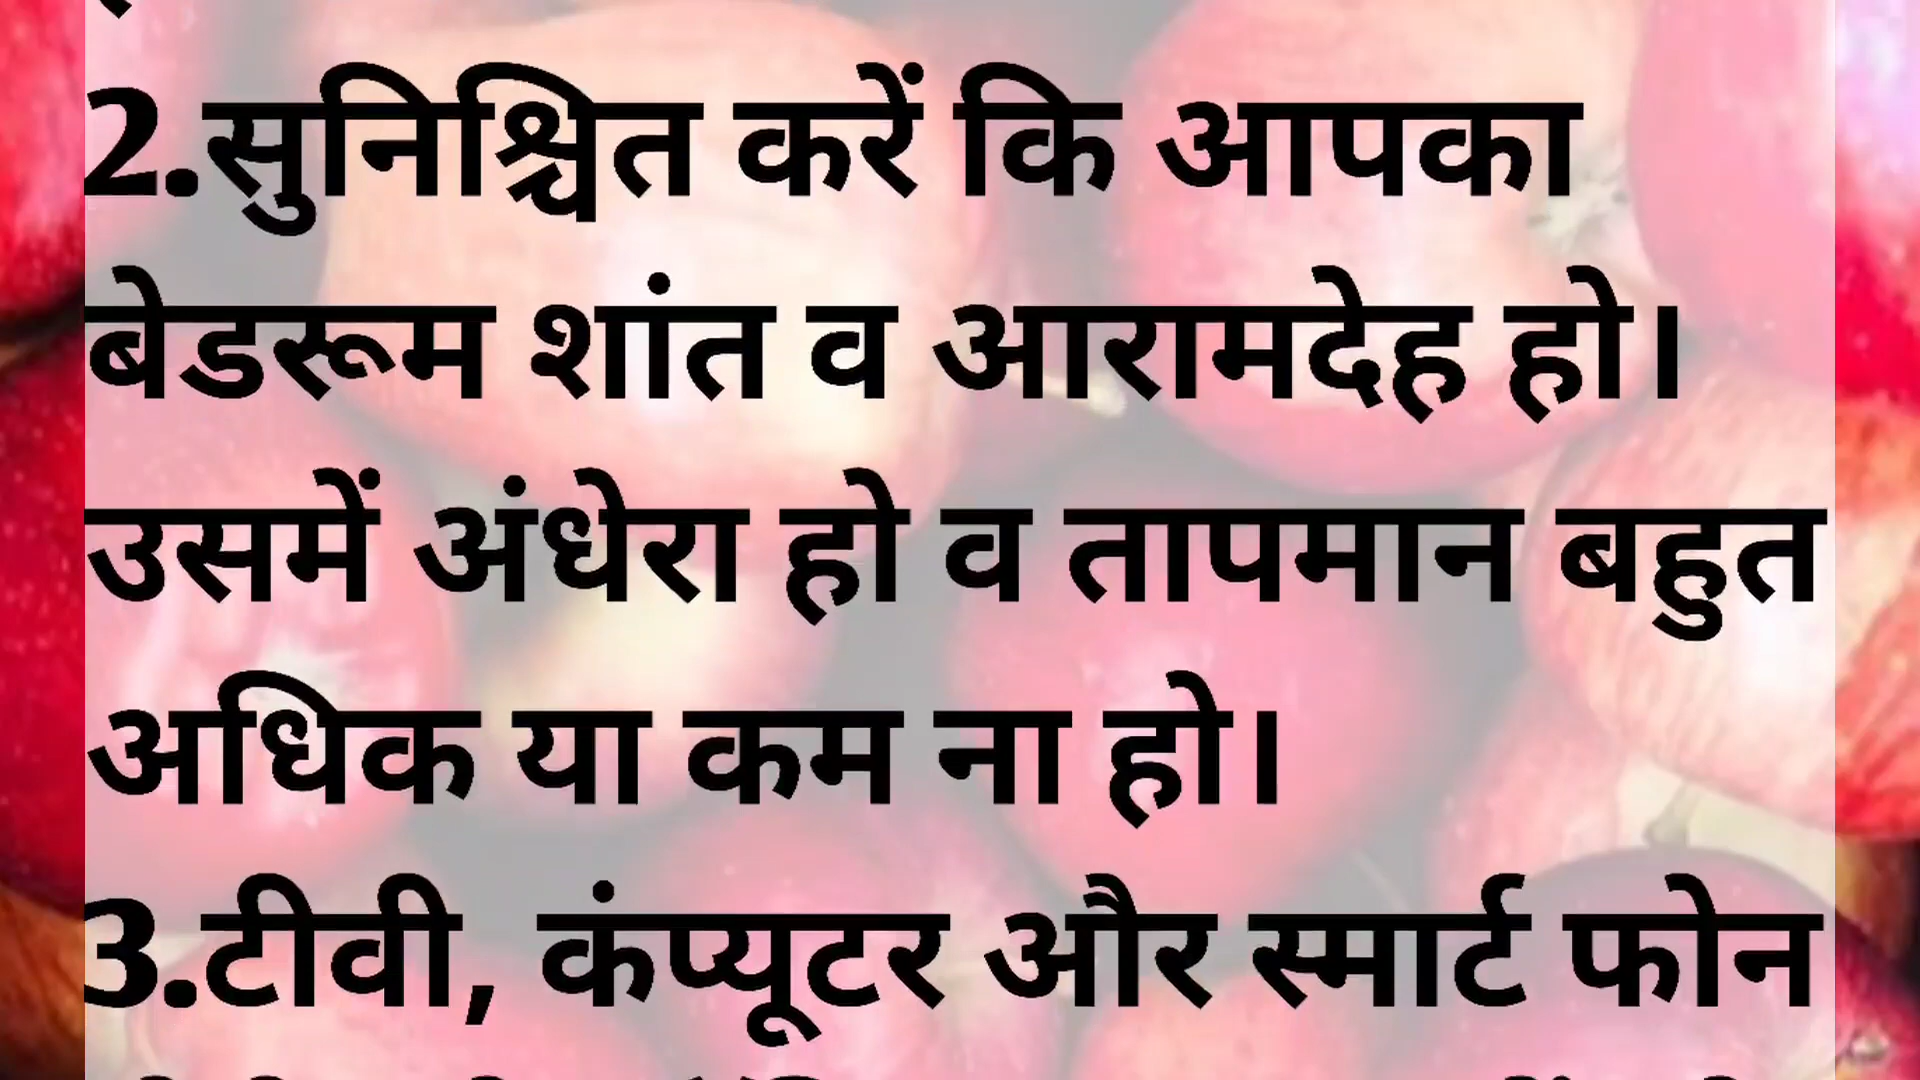 2.सुनिश्चित करें कि आपका
बेडरूम शांत व आरामदेह हो।
उसमें अंधेरा हो व तापमान बहुत
अधिक या कम ना हो।
3.टीवी, कंप्यूटर और स्मार्ट फोन